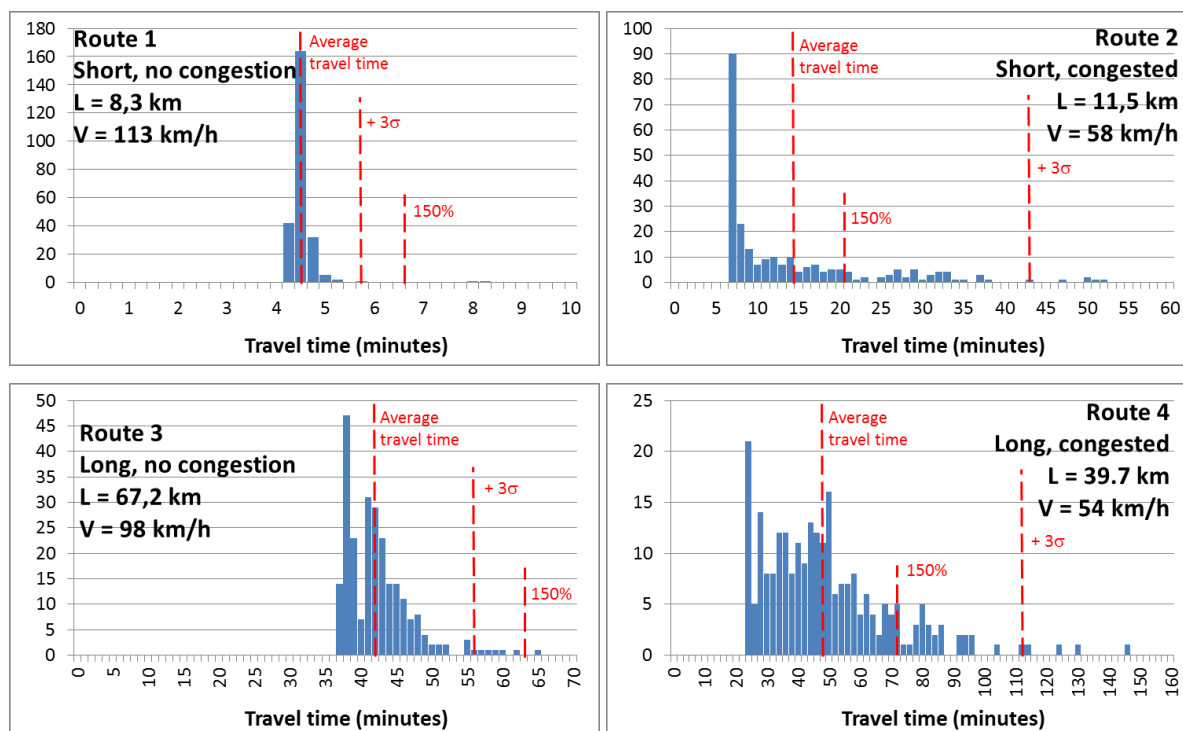 Route 1
Short, no congestion
L = 8,3 km
V = 113 km/h
Average
travel time
+ 3σ
150%
180
160
140
120
100
80
60
40
20
0
0 1 2 3 4 5 6 7 8 9 10
Travel time (minutes)
Route 2
Short, congested
L = 11,5 km
V = 58 km/h
Average
travel time
+ 3σ
150%
100
90
80
70
60
50
40
30
20
10
0
0 5 10 15 20 25 30 35 40 45 50 55 60
Travel time (minutes)
Route 3
Long, no congestion
L = 67,2 km
V = 98 km/h
Average
travel time
+ 3σ
150%
50
45
40
35
30
25
20
15
10
5
0
0 5 10 15 20 25 30 35 40 45 50 55 60 65 70
Travel time (minutes)
Route 4
Long, congested
L = 39.7 km
V = 54 km/h
Average
travel time
+ 3σ
150%
25
20
15
10
5
0
0 10 20 30 40 50 60 70 80 90 100 110 120 130 140 150 160
Travel time (minutes)